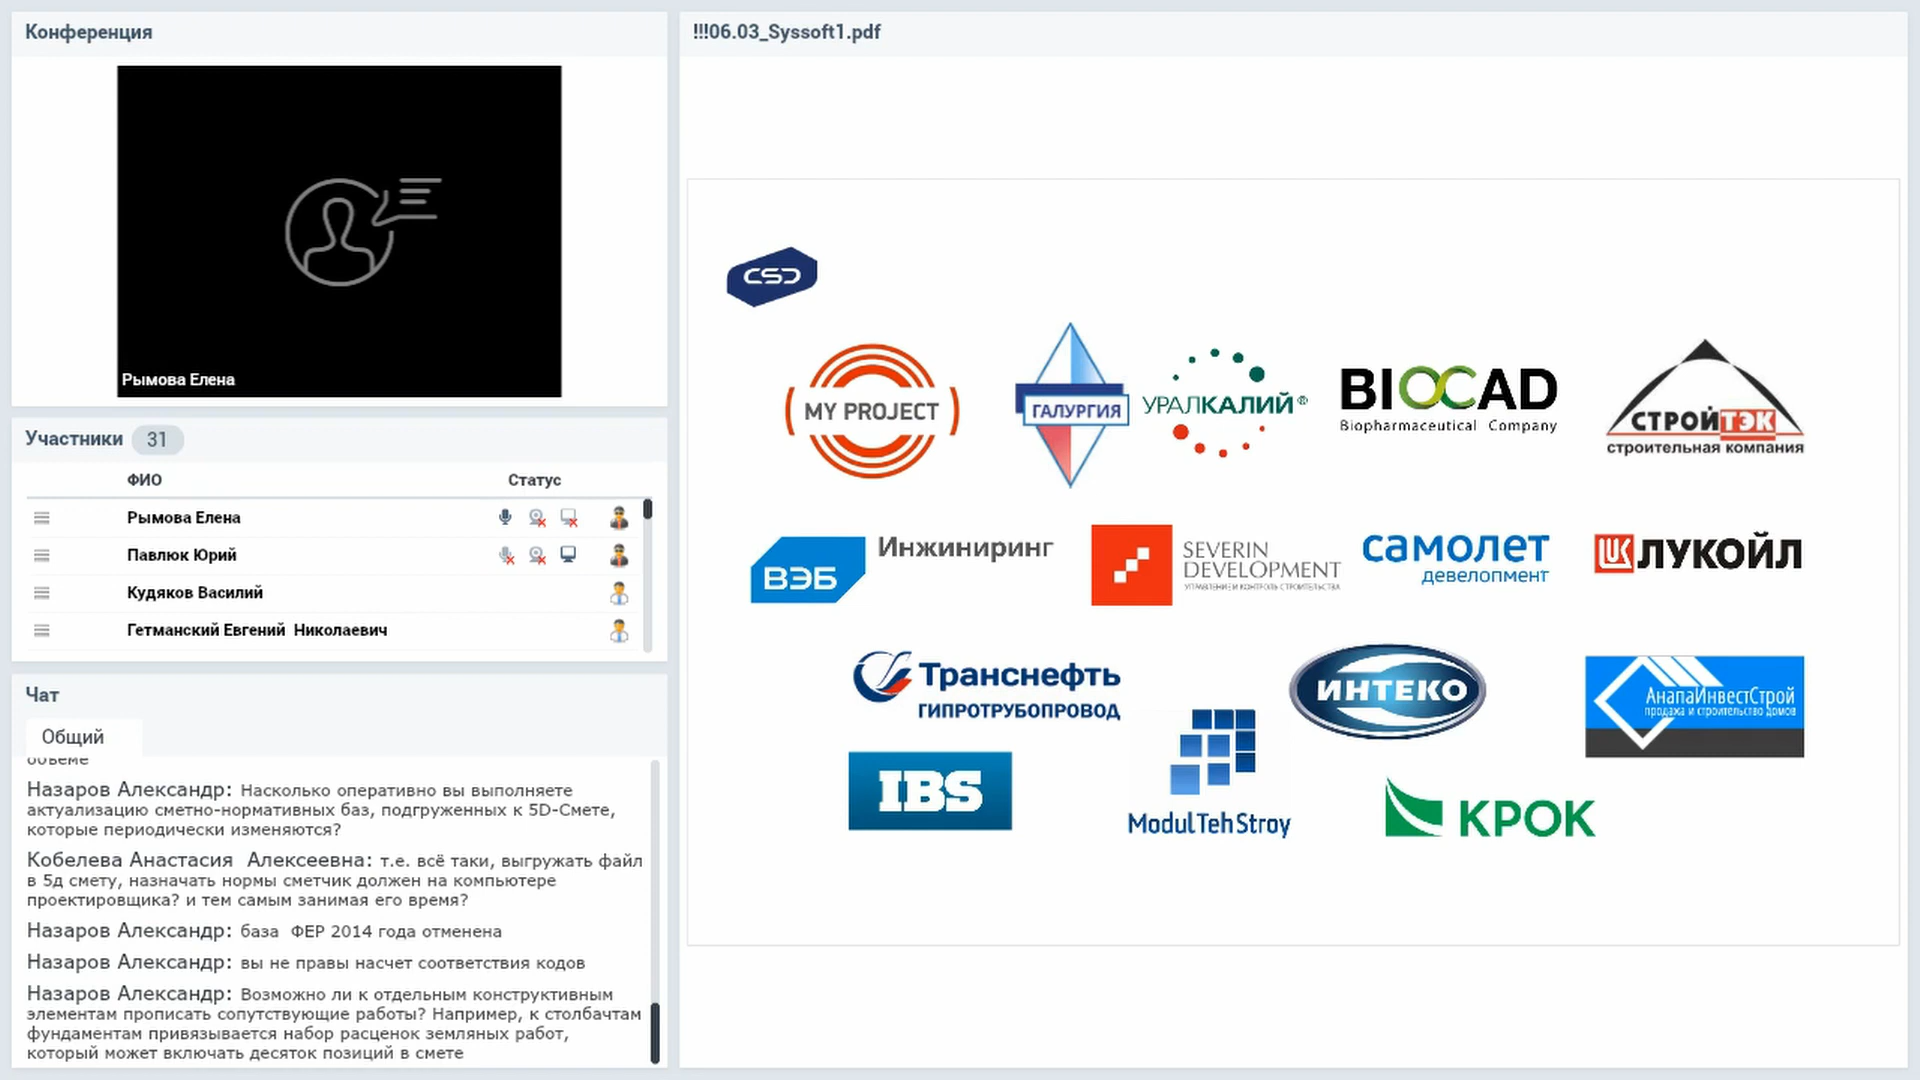 Конференция
Рымова Елена
Участники 31
ФИО Статус
Рымова Елена
Павлюк Юрий
Кудяков Василий
Гетманский Евгений Николаевич
Чат
Общий
объеме
Назаров Александр: Насколько оперативно вы выполняете
актуализацию сметно-нормативных баз, подгруженных к 5D-Смете,
которые периодически изменяются?
Кобелева Анастасия Алексеевна: т.е. всё таки, выгружать файл
в 5д смету, назначать нормы сметчик должен на компьютере
проектировщика? и тем самым занимая его время?
Назаров Александр: база ФЕР 2014 года отменена
Назаров Александр: вы не правы насчет соответствия кодов
Назаров Александр: Возможно ли к отдельным конструктивным
элементам прописать сопутствующие работы? Например, к столбчтам
фундаментам привязывается набор расценок земляных работ,
который может включать десяток позиций в смете
!!!06.03_Syssoft1.pdf
CSD
MY PROJECT
ГАЛУРГИЯ
УРАЛКАЛИЙ®
BIOCAD
Biopharmaceutical Company
СТРОЙТЭК
строительная компания
ВЭБ Инжиниринг
SEVERIN
DEVELOPMENT
УПРАВЛЕНИЕ И КОНТРОЛЬ СТРОИТЕЛЬСТВА
самолет
девелопмент
LUK ЛУКОЙЛ
Транснефть
ГИПРОТРУБОПРОВОД
ИНТЕКО
АнапаИнвестСтрой
продажа и строительство домов
IBS
ModulTehStroy
КРОК